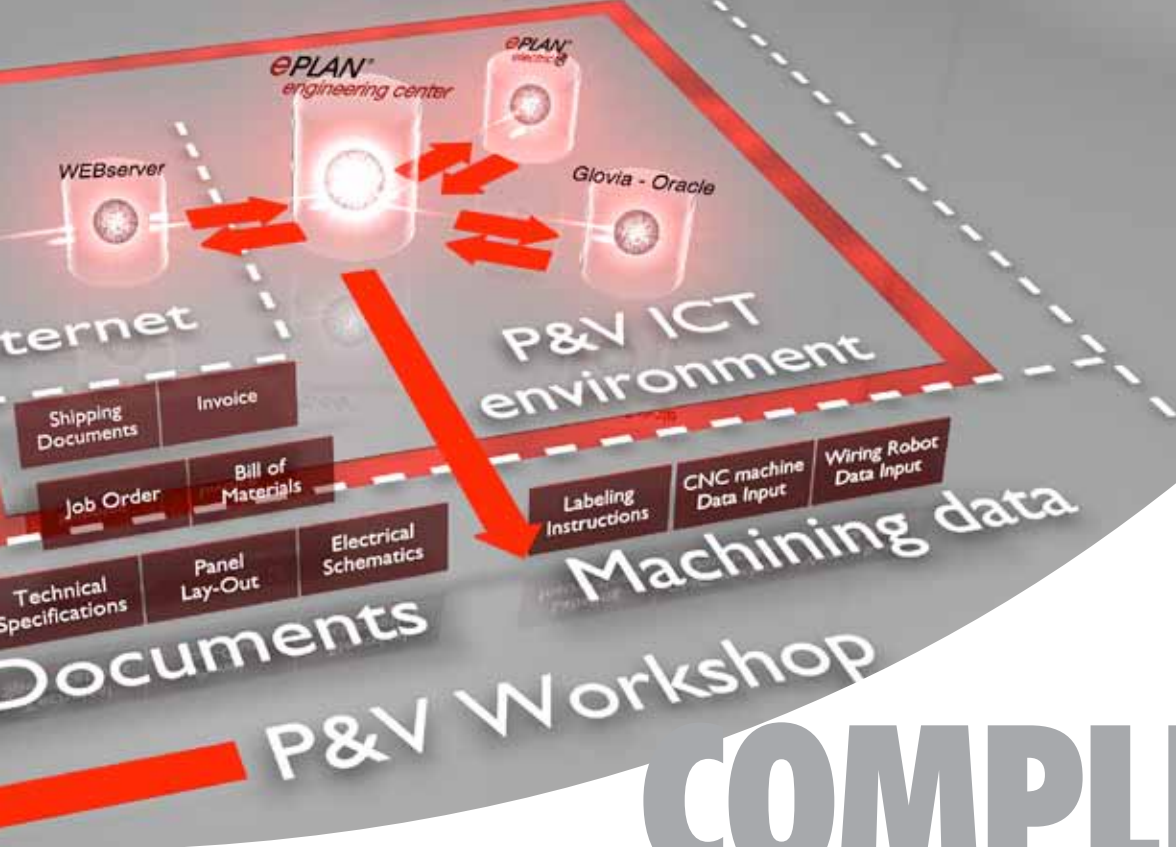 ePLAN®
electric P8
ePLAN®
engineering center
WEBserver
Glovia - Oracle
ternet
P&V ICT
environment
Shipping
Documents
Invoice
Job Order
Bill of
Materials
Technical
Specifications
Panel
Lay-Out
Electrical
Schematics
Documents
Labeling
Instructions
CNC machine
Data Input
Wiring Robot
Data Input
Machining data
P&V Workshop
COMPL